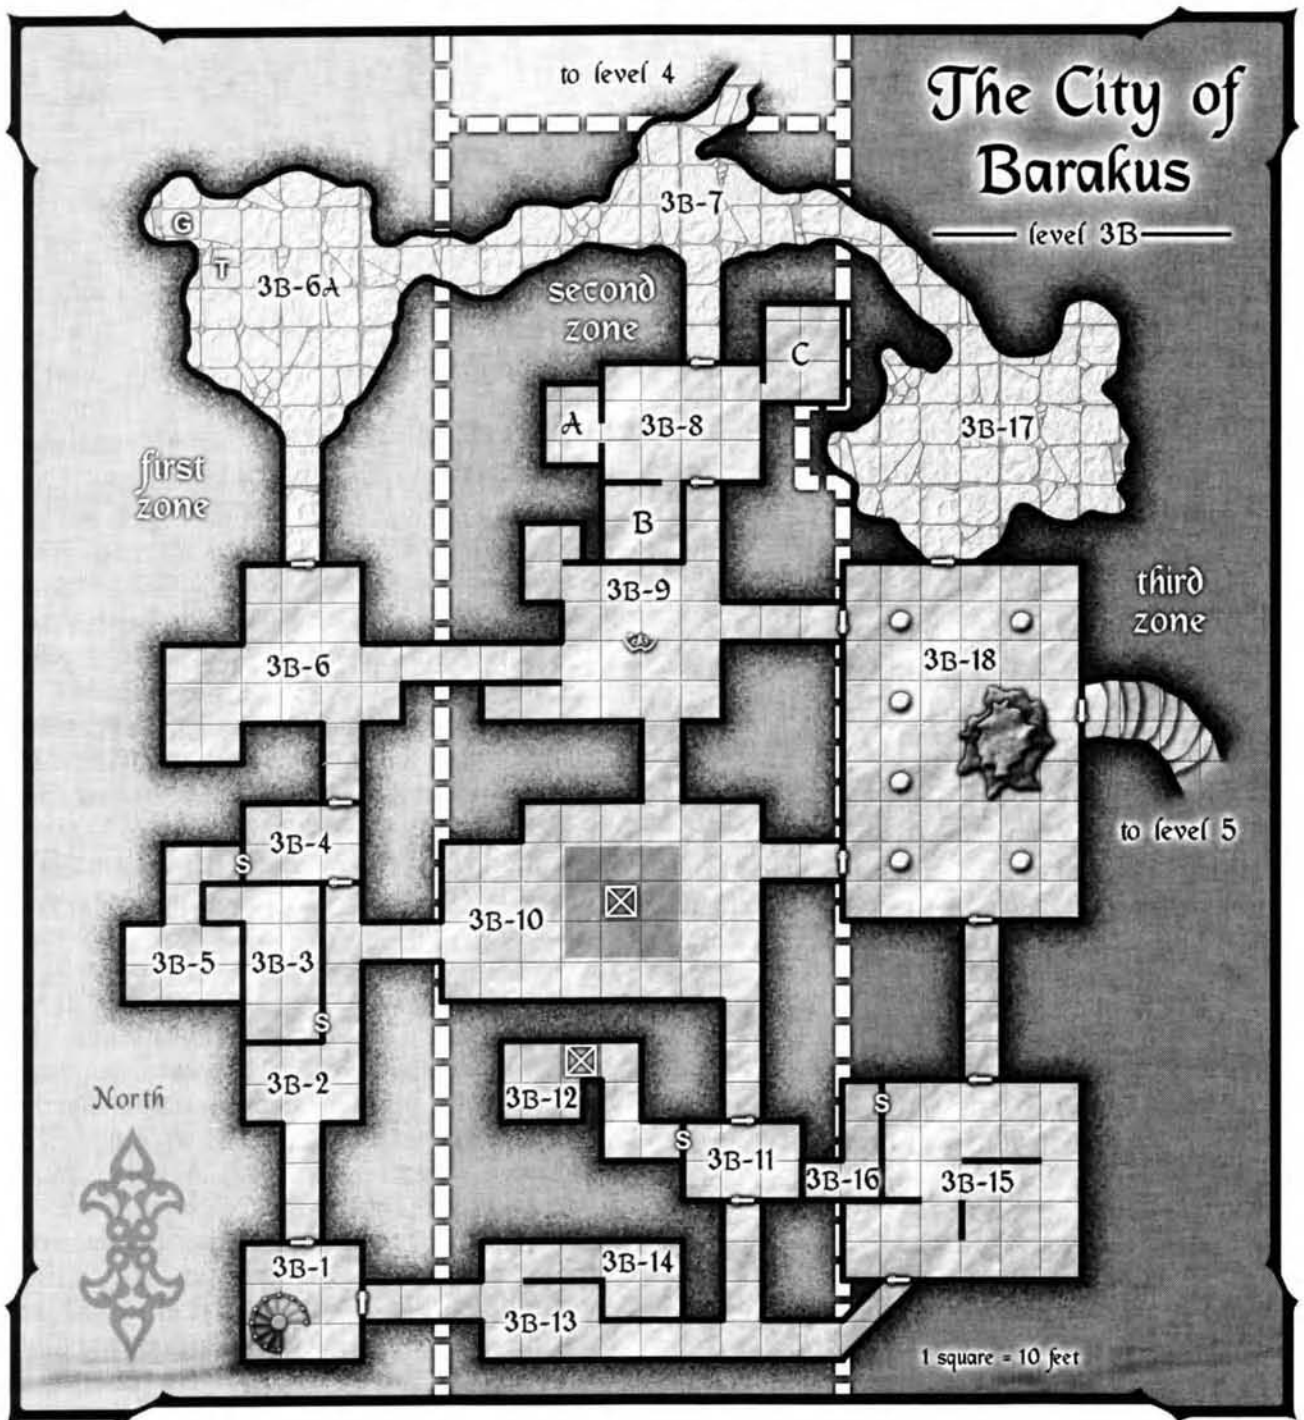 to level 4
The City of
Barakus
level 3B
3B-7
G
T
3B-6A
second
zone
C
A
3B-8
3B-17
first
zone
B
3B-9
third
zone
3B-6
3B-18
to level 5
3B-4
S
3B-10
3B-5
3B-3
S
3B-2
North
3B-12
S
S
3B-11
3B-16
3B-15
3B-1
3B-14
3B-13
1 square = 10 feet